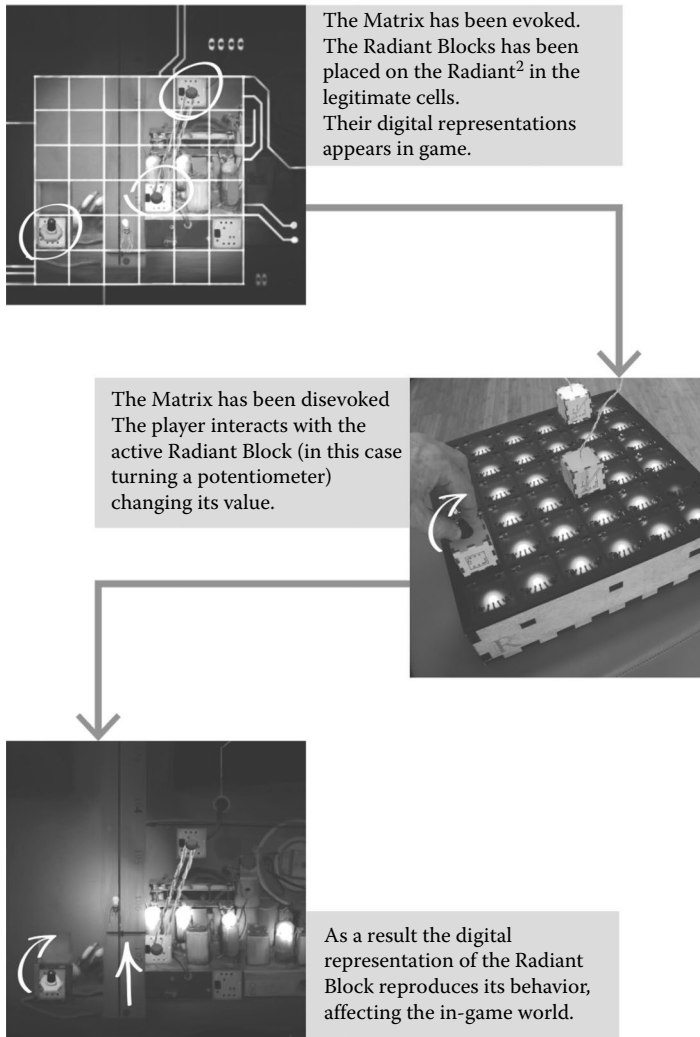 The Matrix has been evoked.
The Radiant Blocks has been
placed on the Radiant² in the
legitimate cells.
Their digital representations
appears in game.
The Matrix has been disevoked
The player interacts with the
active Radiant Block (in this case
turning a potentiometer)
changing its value.
R
As a result the digital
representation of the Radiant
Block reproduces its behavior,
affecting the in-game world.